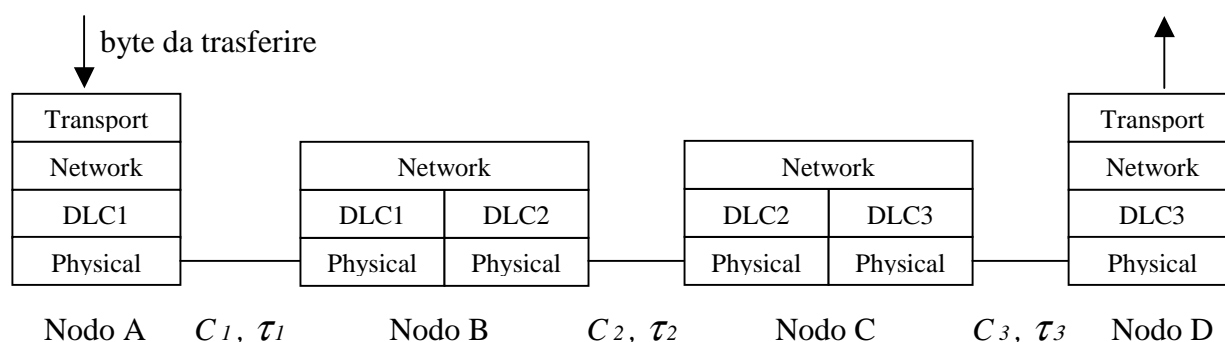 byte da trasferire
Transport Transport
Network Network Network Network
DLC1 DLC1 DLC2 DLC2 DLC3 DLC3
Physical Physical Physical Physical Physical Physical
Nodo A C1, τ1 Nodo B C2, τ2 Nodo C C3, τ3 Nodo D